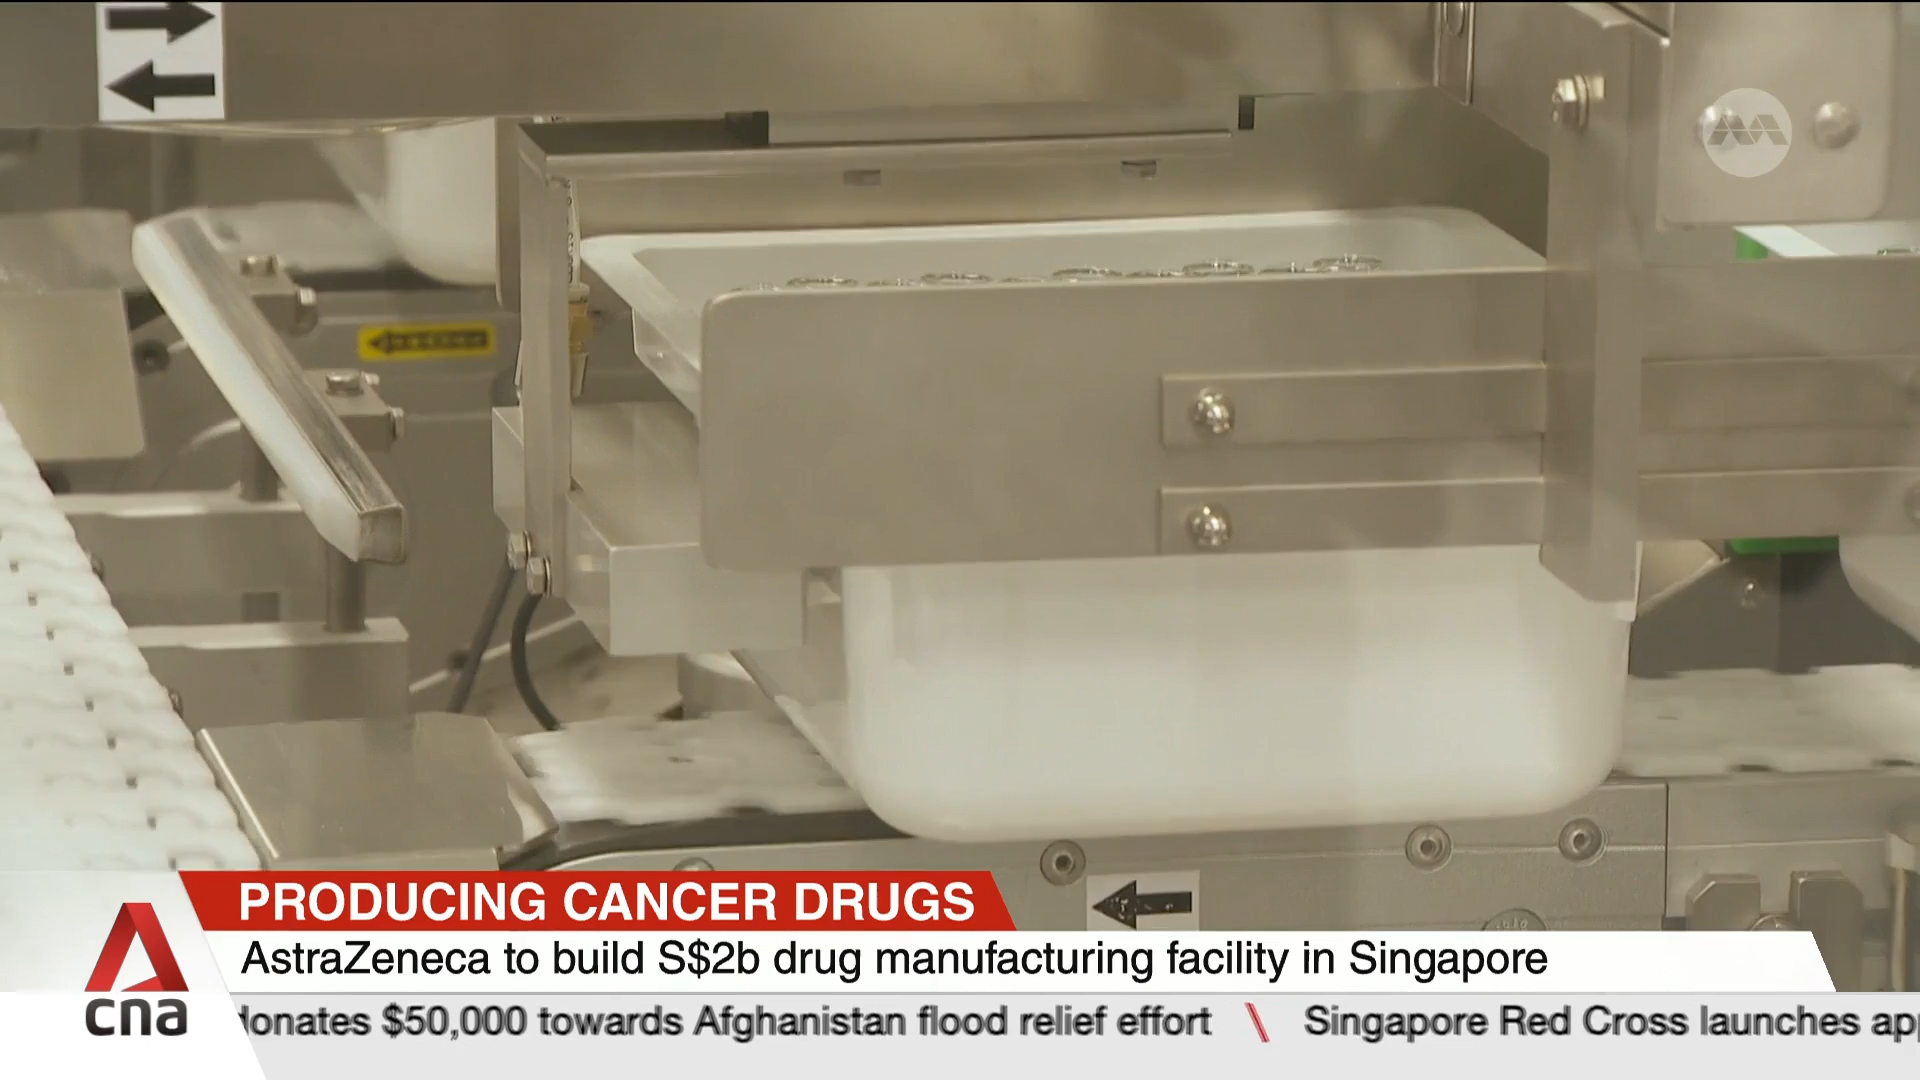 PRODUCING CANCER DRUGS
AstraZeneca to build S$2b drug manufacturing facility in Singapore
cna
donates $50,000 towards Afghanistan flood relief effort \ Singapore Red Cross launches ap